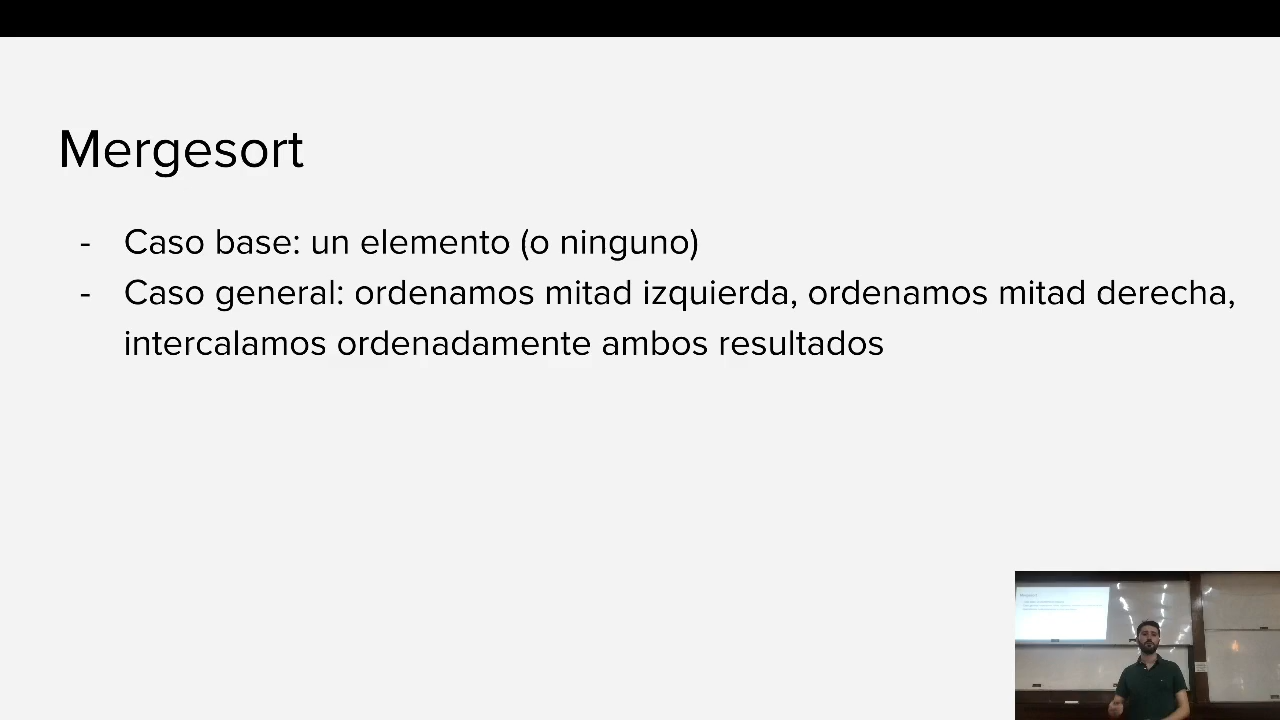 Mergesort
- Caso base: un elemento (o ninguno)
- Caso general: ordenamos mitad izquierda, ordenamos mitad derecha,
intercalamos ordenadamente ambos resultados